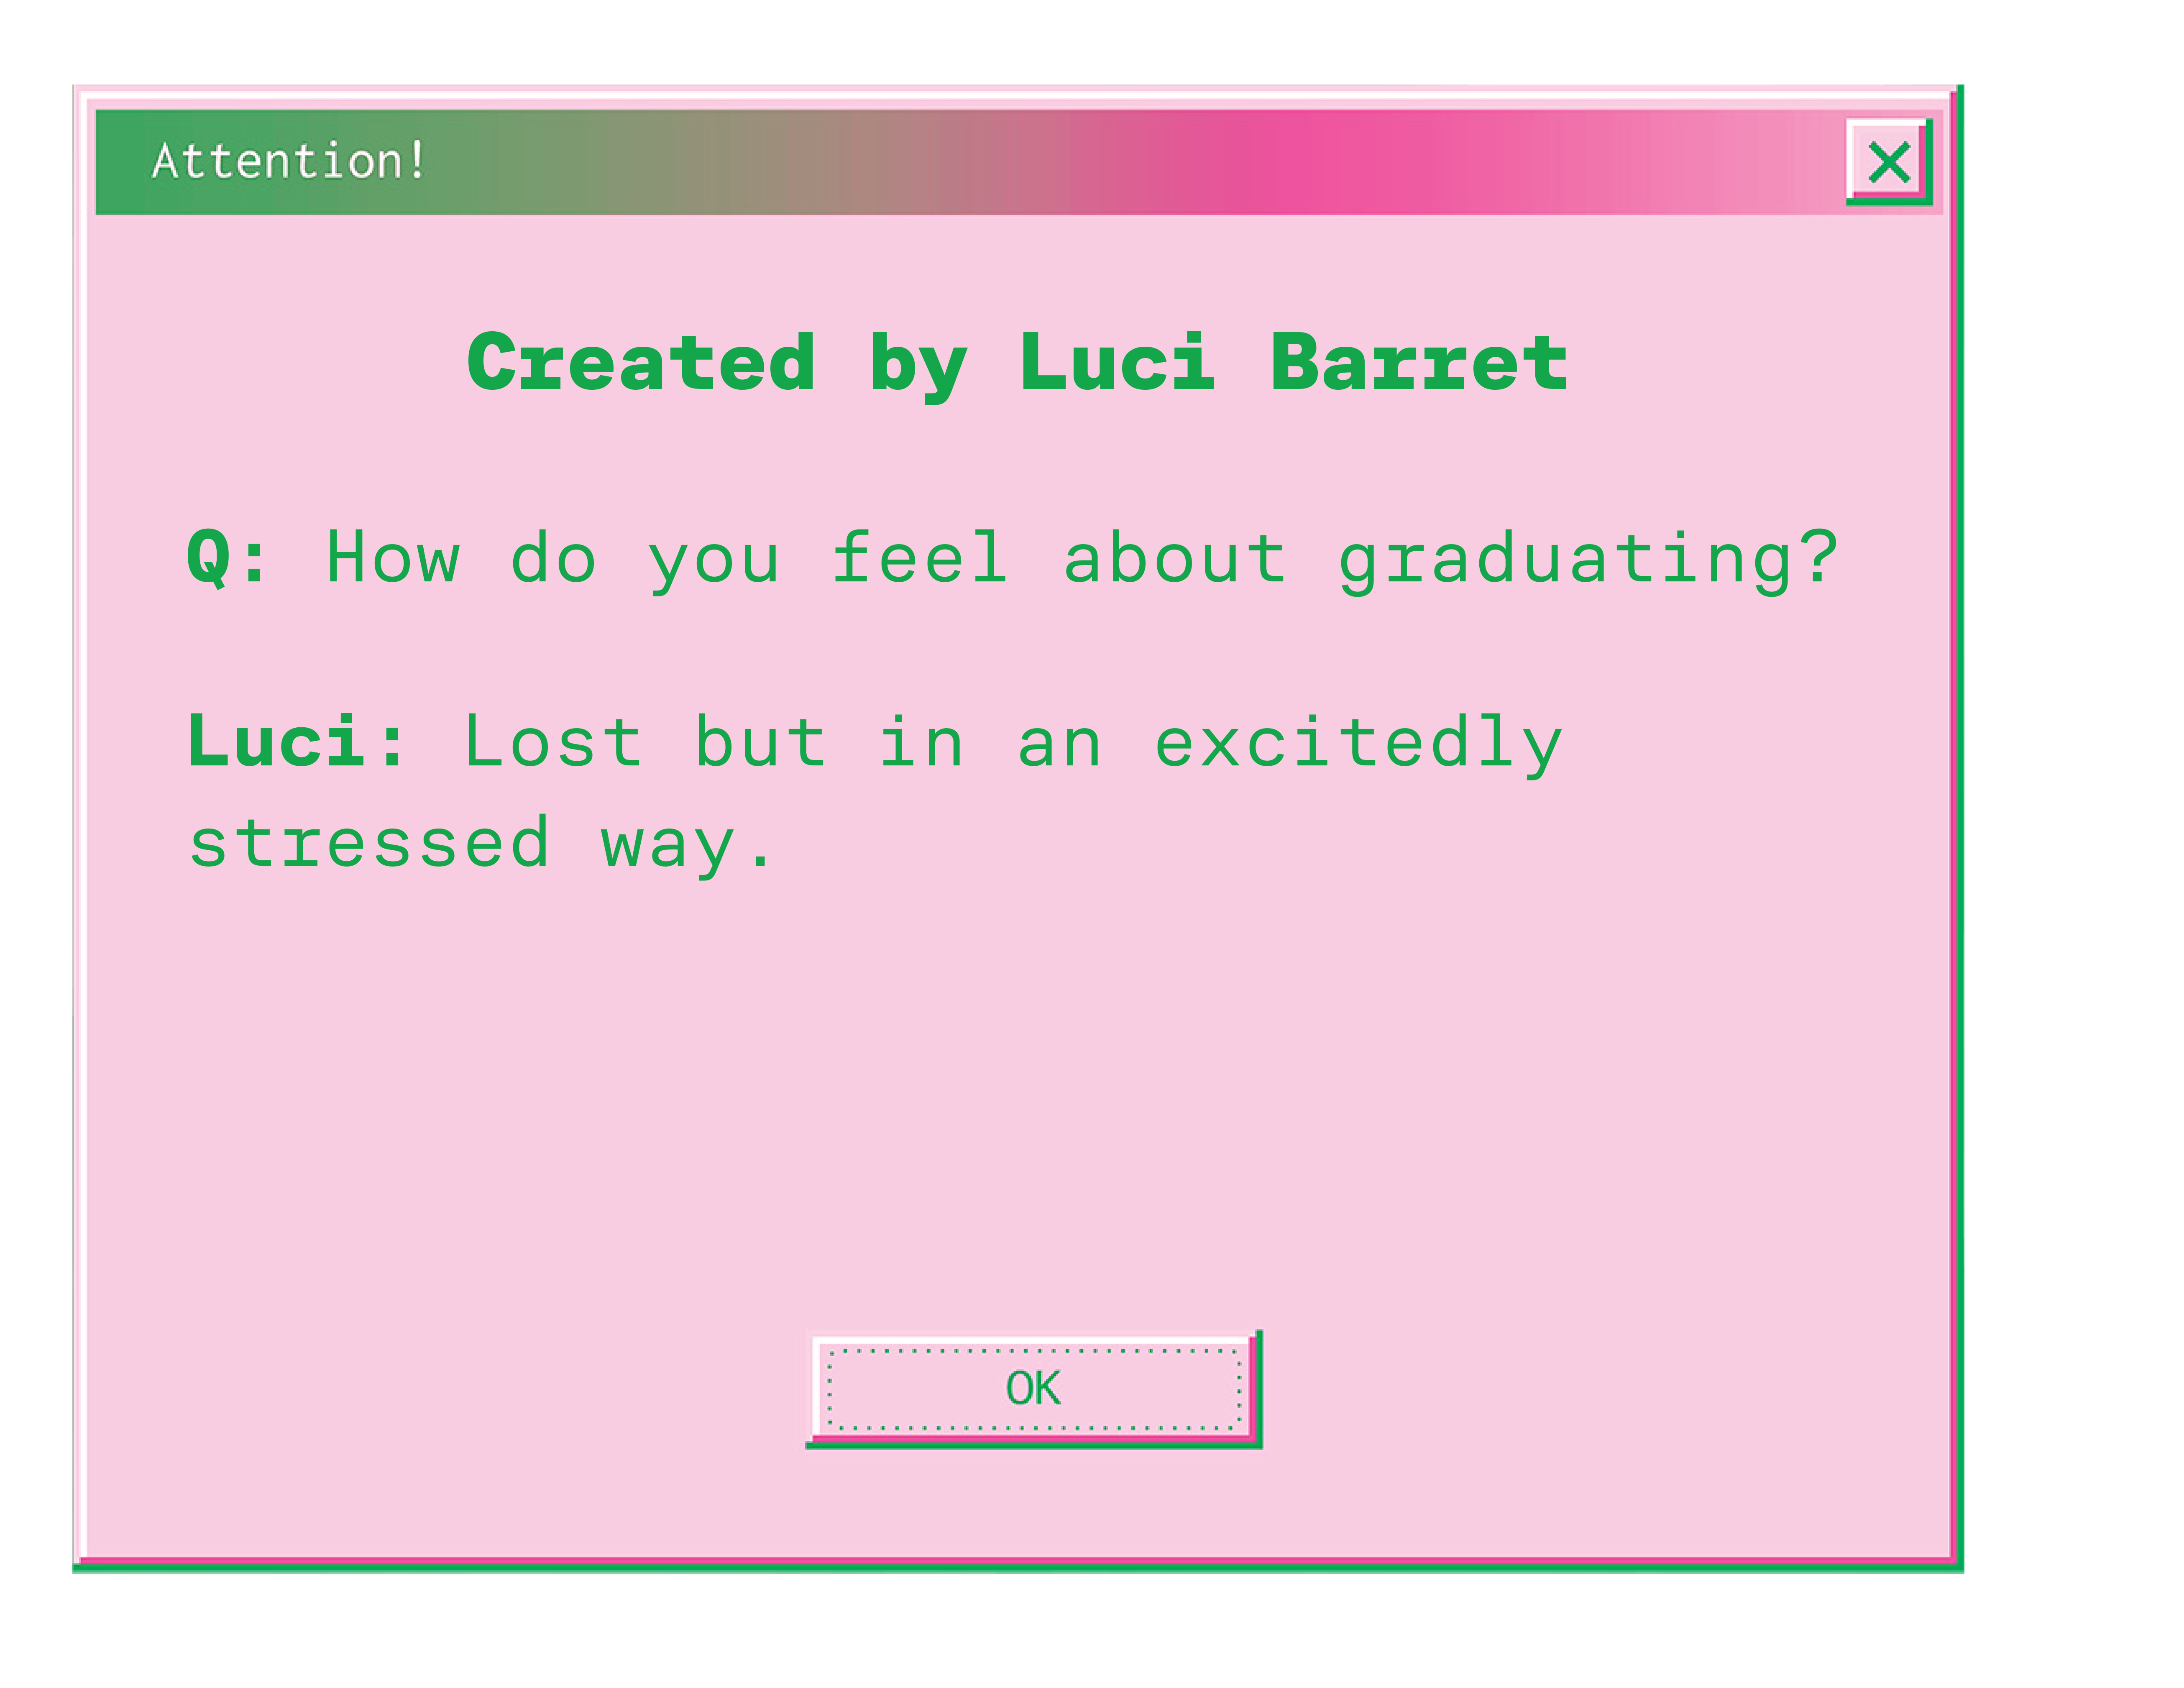 Attention!
Created by Luci Barret
Q: How do you feel about graduating?
Luci: Lost but in an excitedly
stressed way.
OK